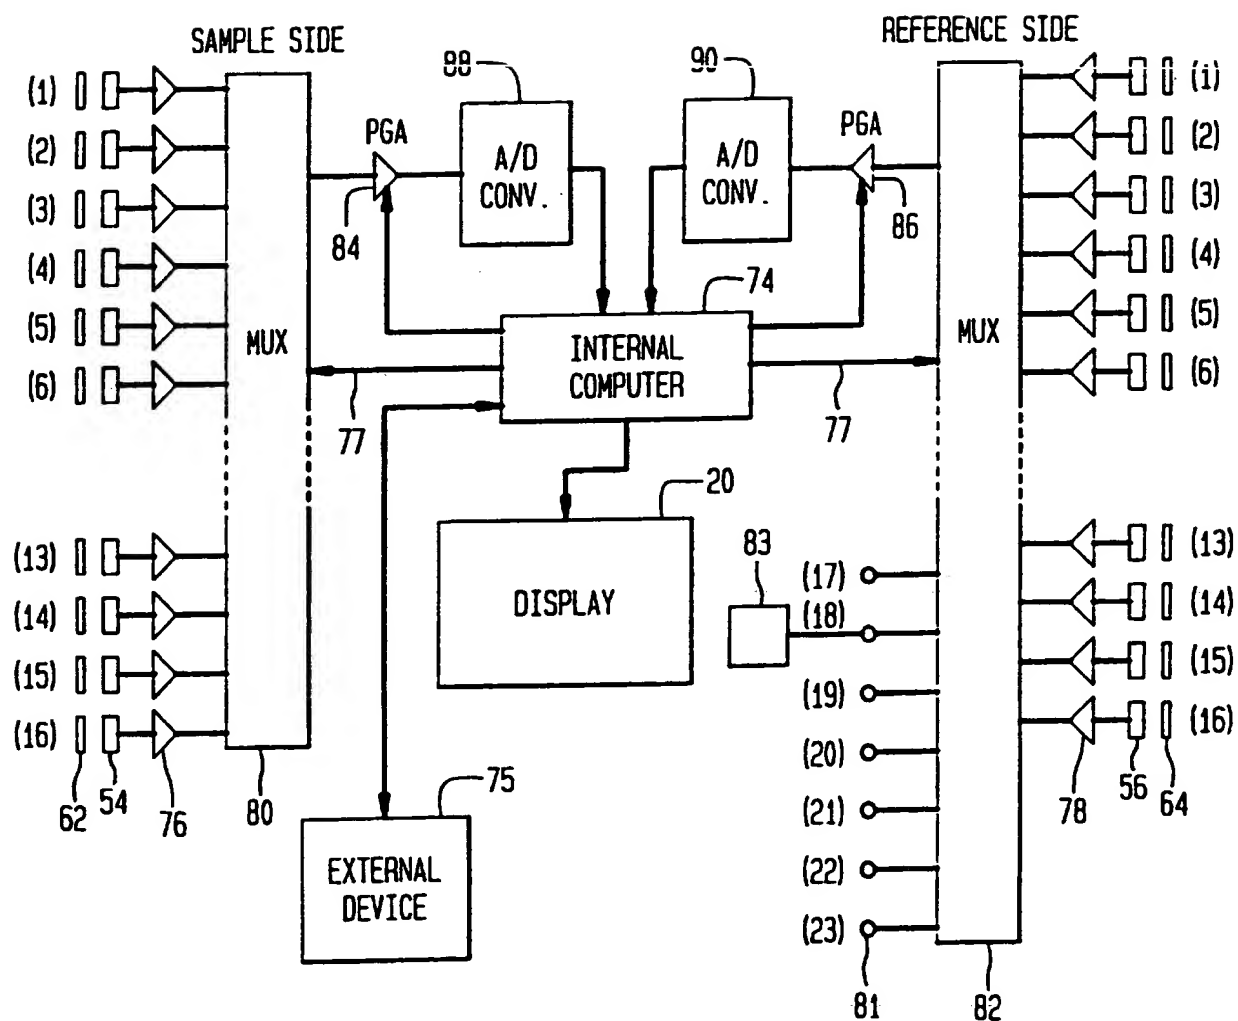 SAMPLE SIDE
REFERENCE SIDE
88
90
(1)
(2)
(3)
(4)
(5)
(6)
(13)
(14)
(15)
(16)
62
54
76
80
MUX
PGA
84
A/D
CONV.
A/D
CONV.
PGA
86
74
INTERNAL
COMPUTER
77
77
20
DISPLAY
75
EXTERNAL
DEVICE
83
(17)
(18)
(19)
(20)
(21)
(22)
(23)
81
MUX
82
(i)
(2)
(3)
(4)
(5)
(6)
(13)
(14)
(15)
(16)
78
56
64